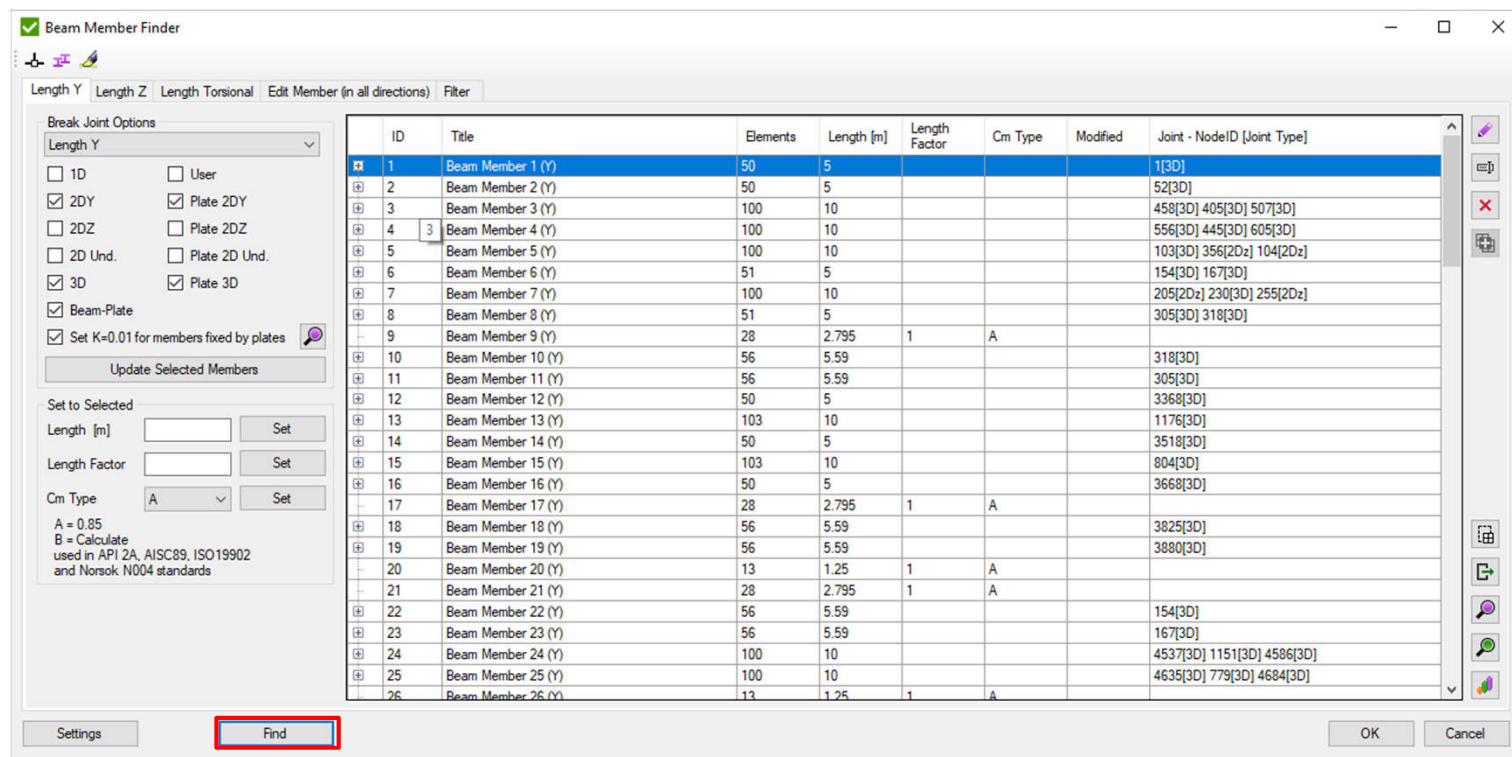 Beam Member Finder
Length Y Length Z Length Torsional Edit Member (in all directions) Filter
Break Joint Options
Length Y
1D User
2DY Plate 2DY
2DZ Plate 2DZ
2D Und. Plate 2D Und.
3D Plate 3D
Beam-Plate
Set K=0.01 for members fixed by plates
Update Selected Members
Set to Selected
Length [m] Set
Length Factor Set
Cm Type A Set
A = 0.85
B = Calculate
used in API 2A, AISC89, ISO19902
and Norsok N004 standards
ID Title Elements Length [m] Length Factor Cm Type Modified Joint - NodeID [Joint Type]
1 Beam Member 1 (Y) 50 5 1[3D]
2 Beam Member 2 (Y) 50 5 52[3D]
3 Beam Member 3 (Y) 100 10 458[3D] 405[3D] 507[3D]
4 3 Beam Member 4 (Y) 100 10 556[3D] 445[3D] 605[3D]
5 Beam Member 5 (Y) 100 10 103[3D] 356[2Dz] 104[2Dz]
6 Beam Member 6 (Y) 51 5 154[3D] 167[3D]
7 Beam Member 7 (Y) 100 10 205[2Dz] 230[3D] 255[2Dz]
8 Beam Member 8 (Y) 51 5 305[3D] 318[3D]
9 Beam Member 9 (Y) 28 2.795 1 A
10 Beam Member 10 (Y) 56 5.59 318[3D]
11 Beam Member 11 (Y) 56 5.59 305[3D]
12 Beam Member 12 (Y) 50 5 3368[3D]
13 Beam Member 13 (Y) 103 10 1176[3D]
14 Beam Member 14 (Y) 50 5 3518[3D]
15 Beam Member 15 (Y) 103 10 804[3D]
16 Beam Member 16 (Y) 50 5 3668[3D]
17 Beam Member 17 (Y) 28 2.795 1 A
18 Beam Member 18 (Y) 56 5.59 3825[3D]
19 Beam Member 19 (Y) 56 5.59 3880[3D]
20 Beam Member 20 (Y) 13 1.25 1 A
21 Beam Member 21 (Y) 28 2.795 1 A
22 Beam Member 22 (Y) 56 5.59 154[3D]
23 Beam Member 23 (Y) 56 5.59 167[3D]
24 Beam Member 24 (Y) 100 10 4537[3D] 1151[3D] 4586[3D]
25 Beam Member 25 (Y) 100 10 4635[3D] 779[3D] 4684[3D]
26 Beam Member 26 (Y) 13 1.25 1 A
Settings Find OK Cancel